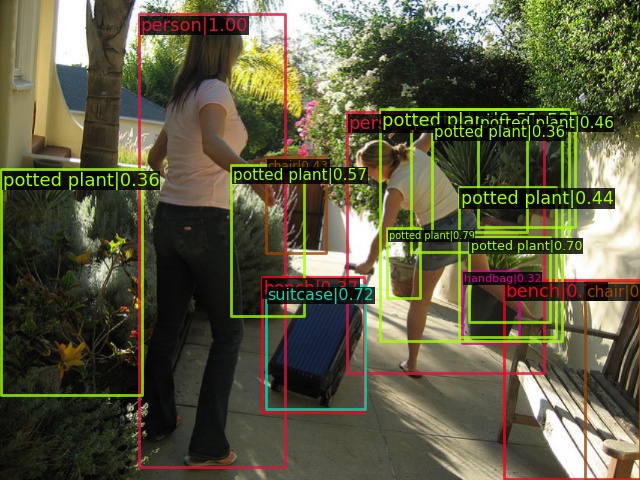 person|1.00
potted plant|0.46
potted plant|0.36
chair|0.43
potted plant|0.36
potted plant|0.57
potted plant|0.44
potted plant|0.79
potted plant|0.70
handbag|0.32
bench|0.37
suitcase|0.72
bench|0.
chair|0